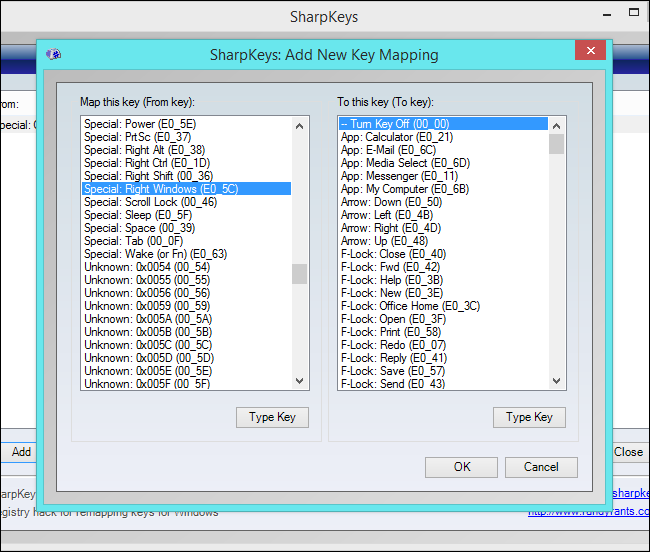 SharpKeys
SharpKeys: Add New Key Mapping
rom:
pecial:
Map this key (From key):
Special: Power (E0_5E)
Special: PrtSc (E0_37)
Special: Right Alt (E0_38)
Special: Right Ctrl (E0_1D)
Special: Right Shift (00_36)
Special: Right Windows (E0_5C)
Special: Scroll Lock (00_46)
Special: Sleep (E0_5F)
Special: Space (00_39)
Special: Tab (00_0F)
Special: Wake (or Fn) (E0_63)
Unknown: 0x0054 (00_54)
Unknown: 0x0055 (00_55)
Unknown: 0x0056 (00_56)
Unknown: 0x0059 (00_59)
Unknown: 0x005A (00_5A)
Unknown: 0x005B (00_5B)
Unknown: 0x005C (00_5C)
Unknown: 0x005D (00_5D)
Unknown: 0x005E (00_5E)
Unknown: 0x005F (00_5F)
Type Key
To this key (To key):
-- Turn Key Off (00_00)
App: Calculator (E0_21)
App: E-Mail (E0_6C)
App: Media Select (E0_6D)
App: Messenger (E0_11)
App: My Computer (E0_6B)
Arrow: Down (E0_50)
Arrow: Left (E0_4B)
Arrow: Right (E0_4D)
Arrow: Up (E0_48)
F-Lock: Close (E0_40)
F-Lock: Fwd (E0_42)
F-Lock: Help (E0_3B)
F-Lock: New (E0_3E)
F-Lock: Office Home (E0_3C)
F-Lock: Open (E0_3F)
F-Lock: Print (E0_58)
F-Lock: Redo (E0_07)
F-Lock: Reply (E0_41)
F-Lock: Save (E0_57)
F-Lock: Send (E0_43)
Type Key
OK
Cancel
Add
Close
arpKey
sharpke
egistry hack for remapping keys for Windows
http://www.randyrants.co